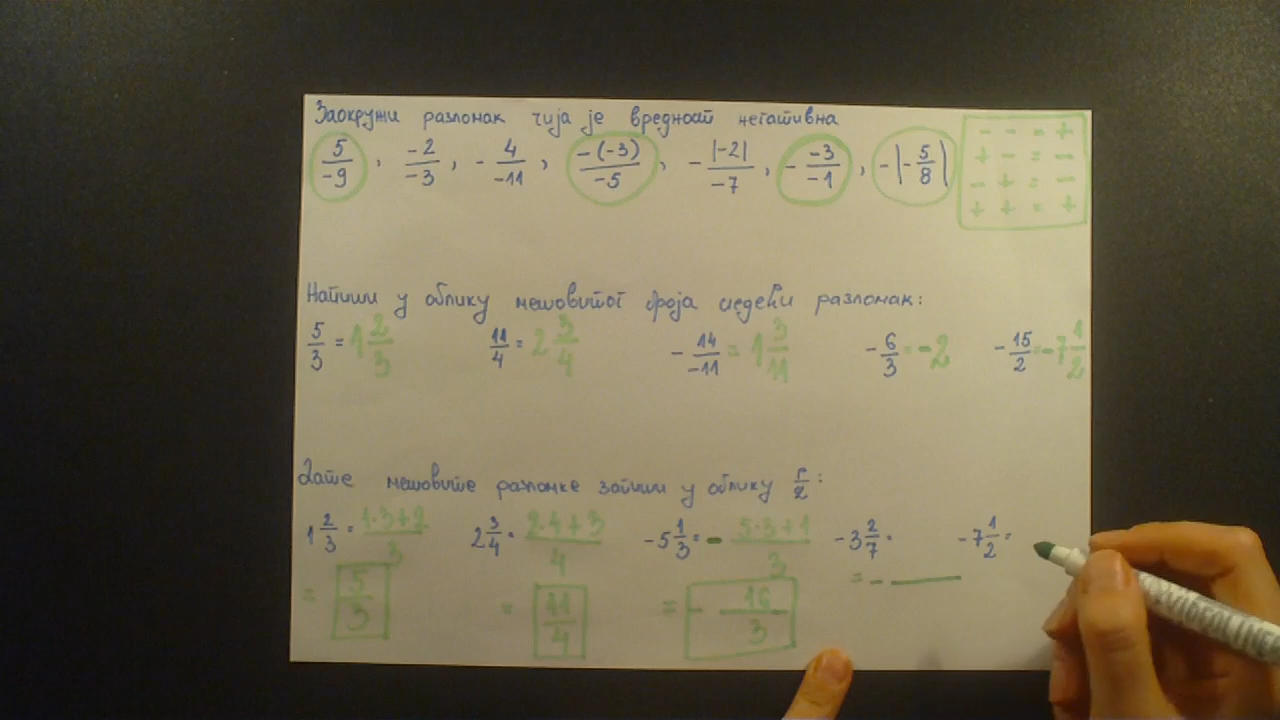 Заокружи разломак чија је вредност негативна
5/-9, -2/-3, - 4/-11, -(-3)/-5, - |-2|/-7, - -3/-1, -|-5/8|
- - = +
+ - = -
- + = -
+ + = +
Напиши у облику мешовитог броја следећи разломак:
5/3 = 1 2/3 11/4 = 2 3/4 - 14/-11 = 1 3/11 - 6/3 = -2 - 15/2 = -7 1/2
Дате мешовите разломке запиши у облику r/2:
1 2/3 = 1·3+2/3 2 3/4 = 2·4+3/4 -5 1/3 = - 5·3+1/3 -3 2/7 = -7 1/2 =
= 5/3 = 11/4 = - 16/3 = -